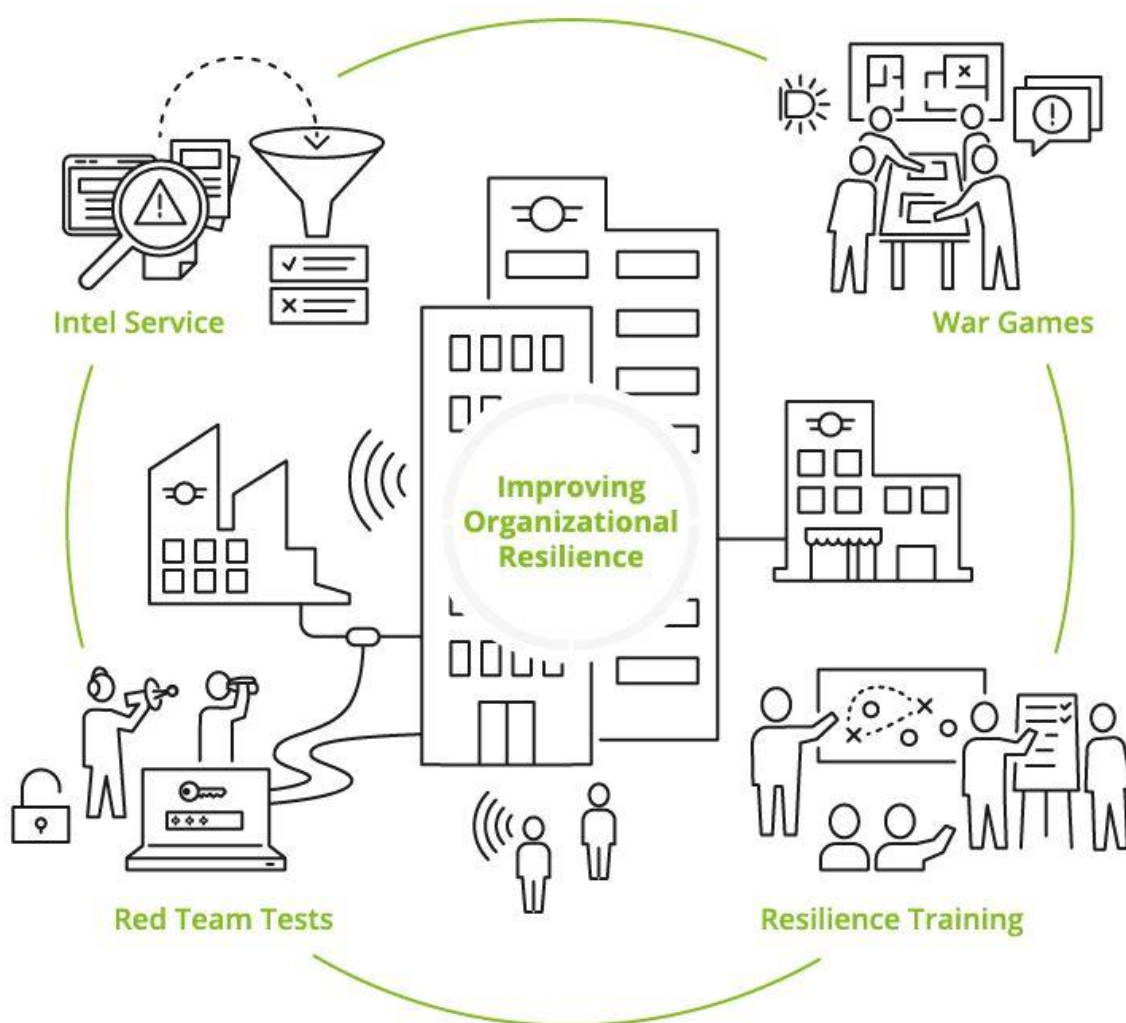 Intel Service
War Games
Improving
Organizational
Resilience
Red Team Tests
Resilience Training